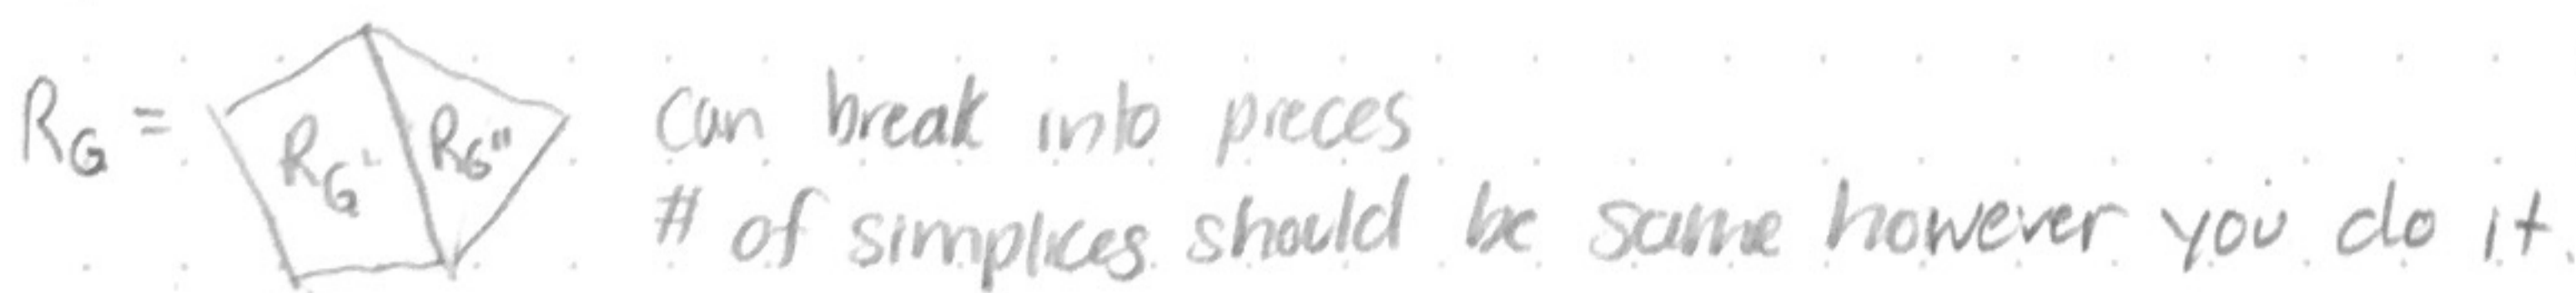 R_G = R_G' R_G'' can break into pieces
# of simplices should be same however you do it.